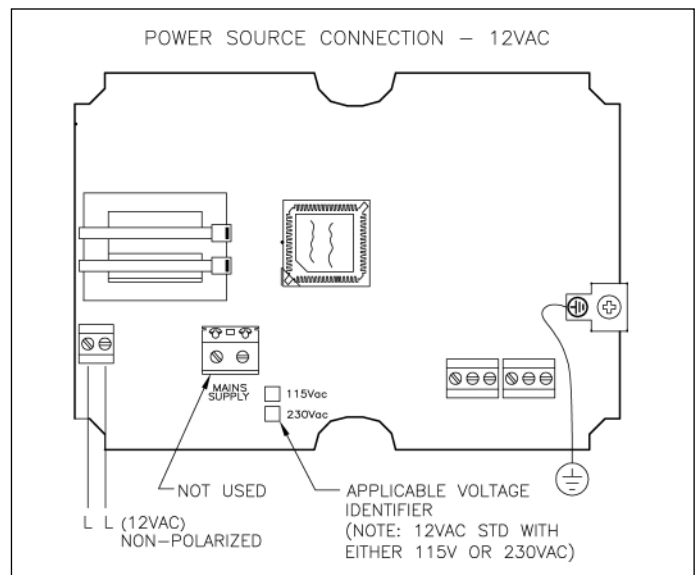 POWER SOURCE CONNECTION – 12VAC
MAINS
SUPPLY
115Vac
230Vac
NOT USED
L L (12VAC)
NON-POLARIZED
APPLICABLE VOLTAGE
IDENTIFIER
(NOTE: 12VAC STD WITH
EITHER 115V OR 230VAC)